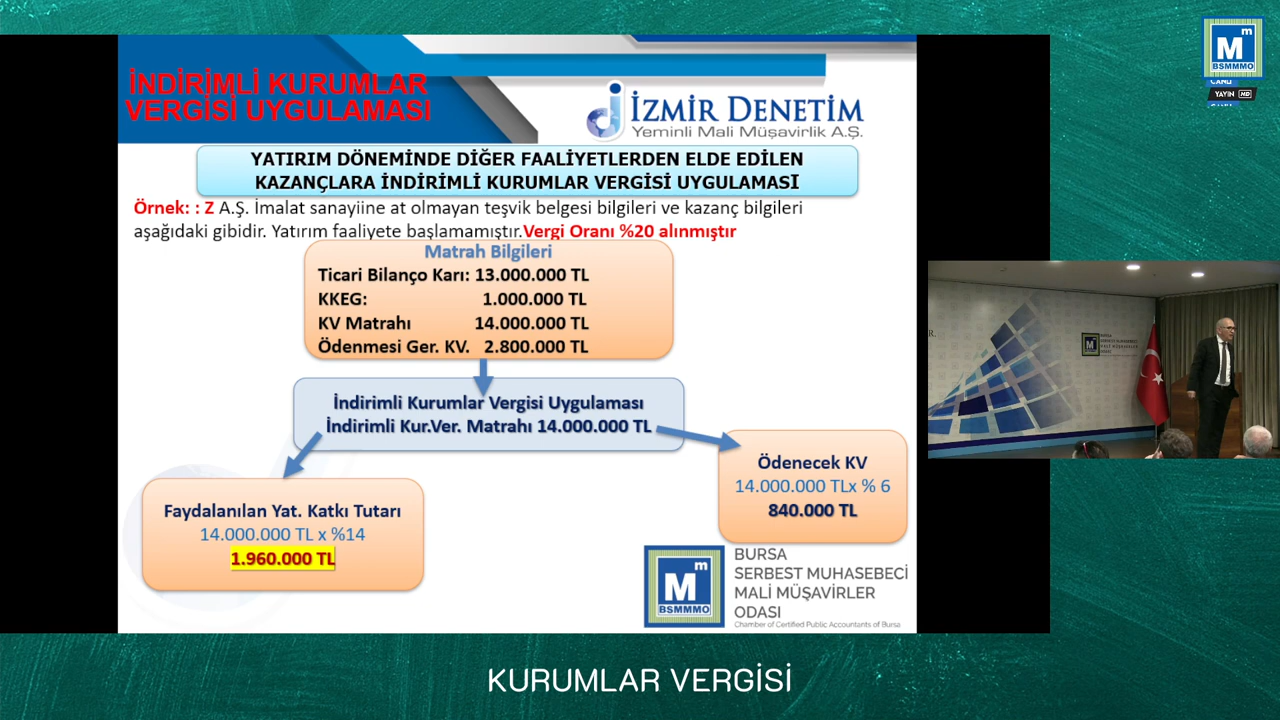 İNDİRİMLİ KURUMLAR
VERGİSİ UYGULAMASI
İZMİR DENETİM
Yeminli Mali Müşavirlik A.Ş.
YATIRIM DÖNEMİNDE DİĞER FAALİYETLERDEN ELDE EDİLEN
KAZANÇLARA İNDİRİMLİ KURUMLAR VERGİSİ UYGULAMASI
Örnek: : Z A.Ş. İmalat sanayiine at olmayan teşvik belgesi bilgileri ve kazanç bilgileri
aşağıdaki gibidir. Yatırım faaliyete başlamamıştır.Vergi Oranı %20 alınmıştır
Matrah Bilgileri
Ticari Bilanço Karı: 13.000.000 TL
KKEG: 1.000.000 TL
KV Matrahı 14.000.000 TL
Ödenmesi Ger. KV. 2.800.000 TL
İndirimli Kurumlar Vergisi Uygulaması
İndirimli Kur.Ver. Matrahı 14.000.000 TL
Ödenecek KV
14.000.000 TLx % 6
840.000 TL
Faydalanılan Yat. Katkı Tutarı
14.000.000 TL x %14
1.960.000 TL
Mm
BSMMMO
BURSA
SERBEST MUHASEBECİ
MALİ MÜŞAVİRLER
ODASI
Chamber of Certified Public Accountants of Bursa
Mm
BSMMMO
CANLI
YAYIN HD
KURUMLAR VERGİSİ